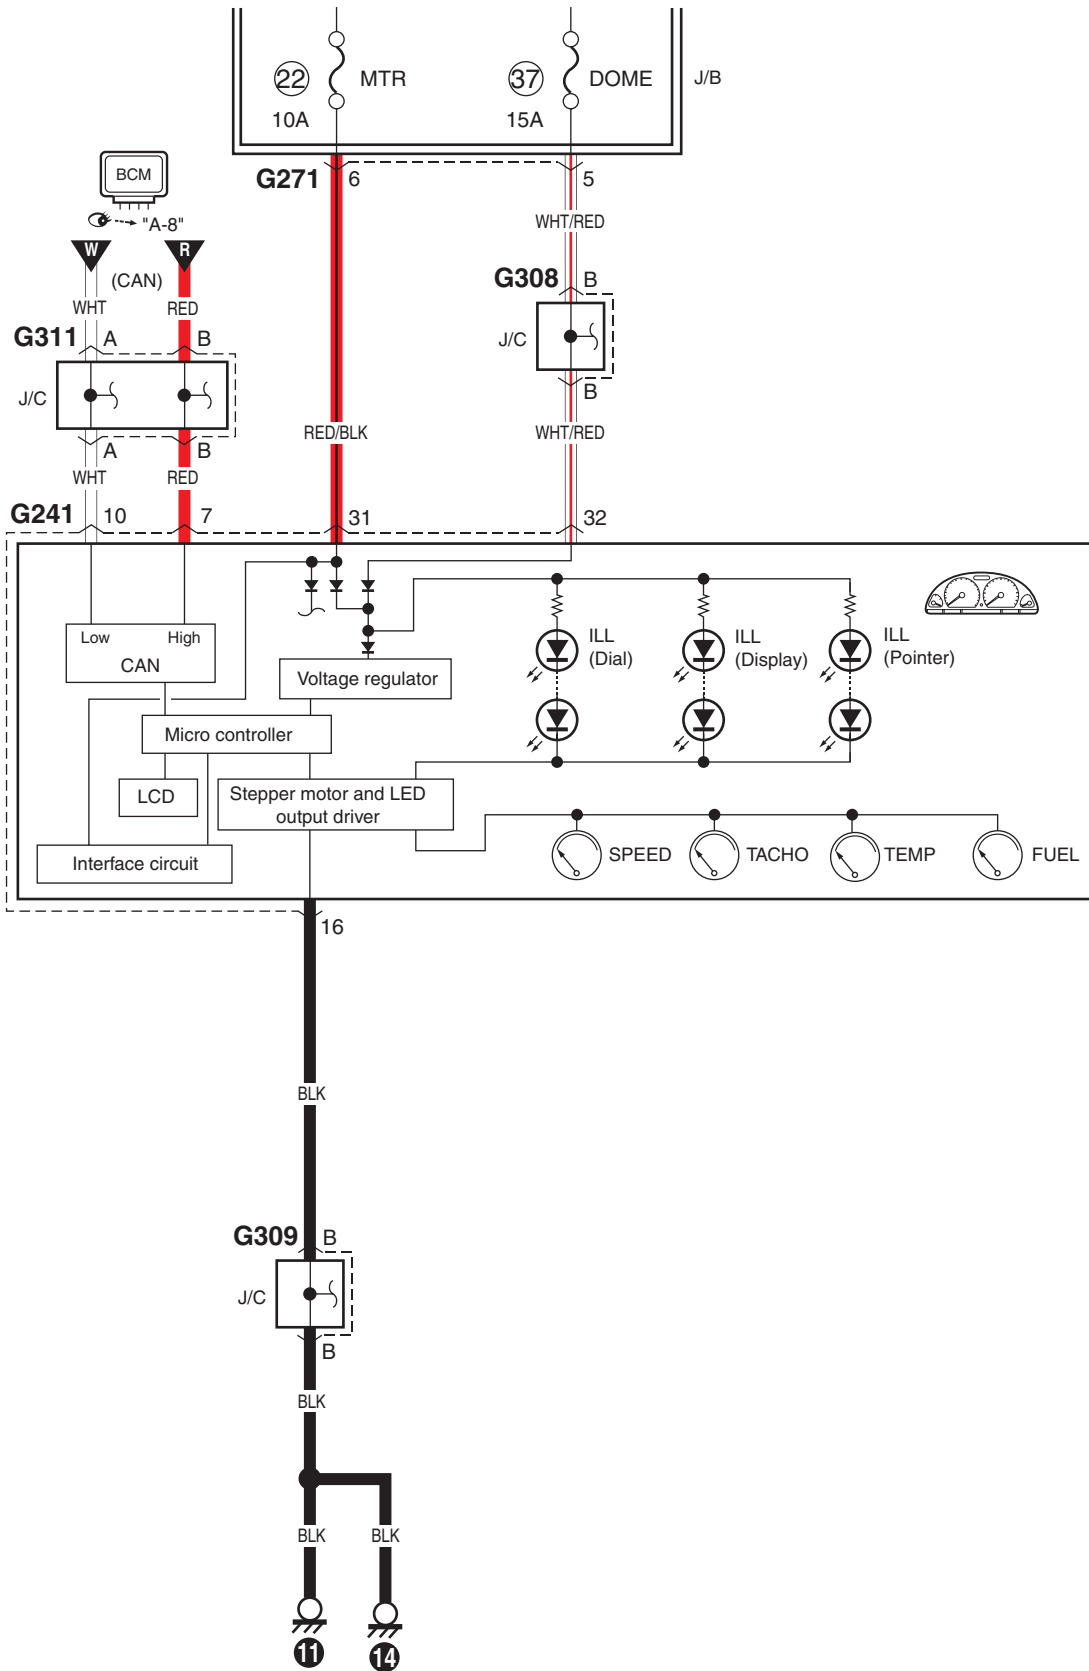 22 MTR
10A
37 DOME
15A
J/B
BCM
"A-8"
G271 6
5
WHT/RED
W
R
(CAN)
WHT
RED
G308 B
J/C
B
G311 A
B
J/C
A
B
RED/BLK
WHT/RED
WHT
RED
G241 10
7
31
32
Low
High
CAN
ILL
(Dial)
ILL
(Display)
ILL
(Pointer)
Voltage regulator
Micro controller
LCD
Stepper motor and LED
output driver
Interface circuit
SPEED
TACHO
TEMP
FUEL
16
BLK
G309 B
J/C
B
BLK
BLK
BLK
11
14